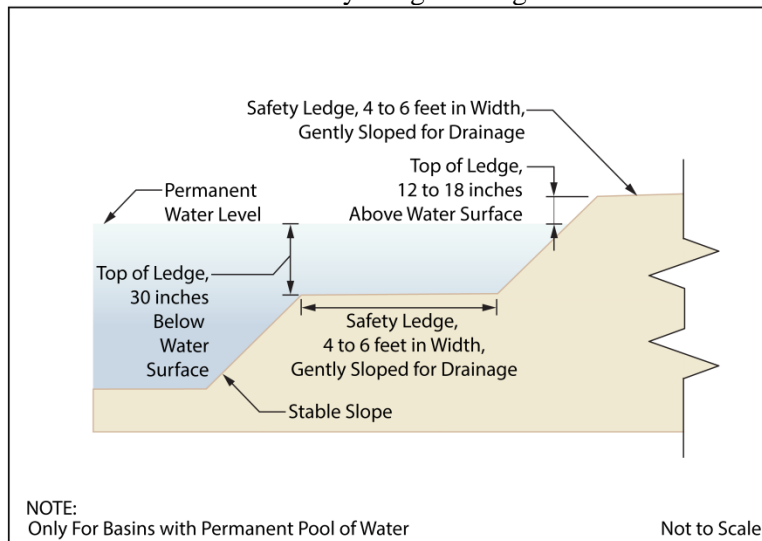 Safety Ledge, 4 to 6 feet in Width,
Gently Sloped for Drainage
Top of Ledge,
12 to 18 inches
Above Water Surface
Permanent
Water Level
Top of Ledge,
30 inches
Below
Water
Surface
Safety Ledge,
4 to 6 feet in Width,
Gently Sloped for Drainage
Stable Slope
NOTE:
Only For Basins with Permanent Pool of Water
Not to Scale